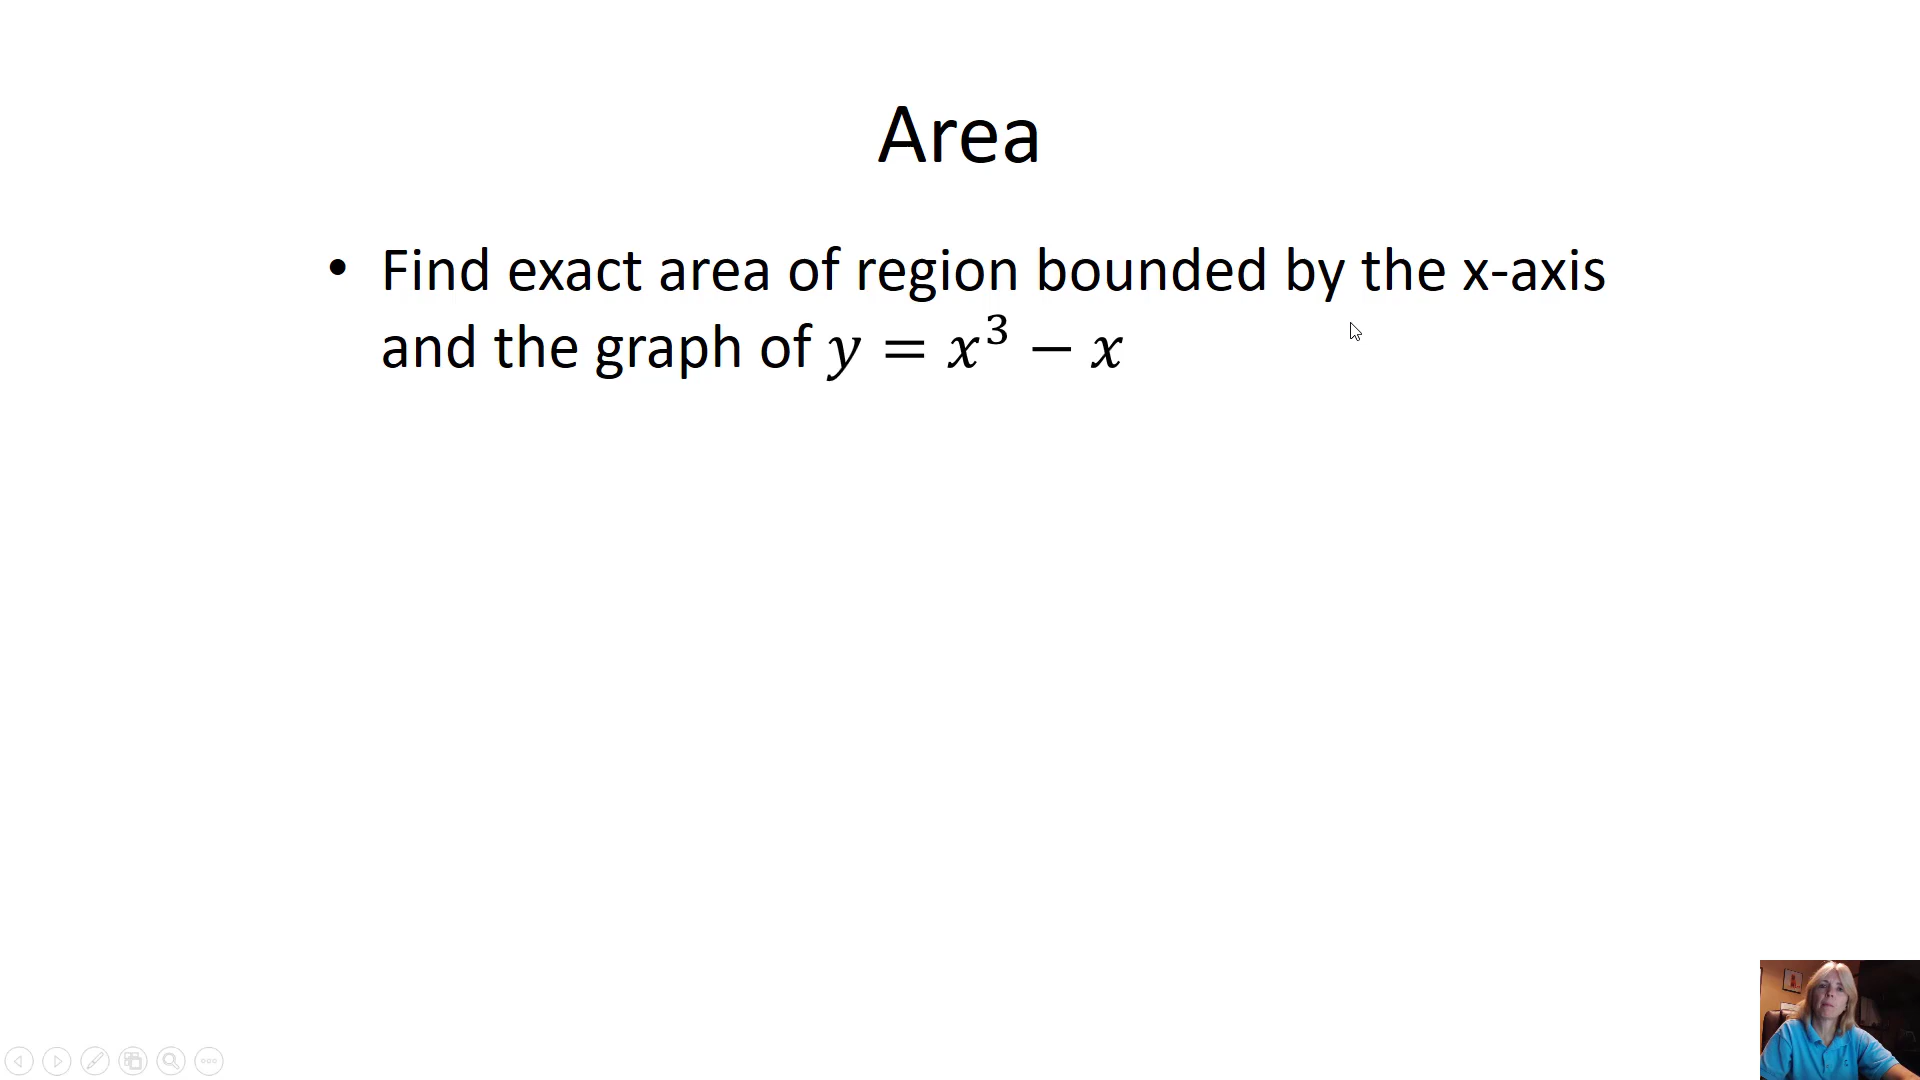 Area
• Find exact area of region bounded by the x-axis
and the graph of 𝑦 = 𝑥³ − 𝑥